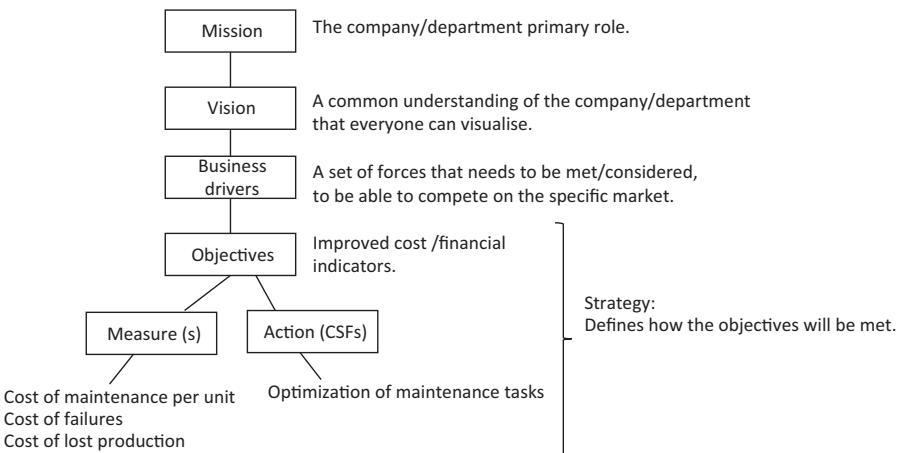 Mission
The company/department primary role.
Vision
A common understanding of the company/department
that everyone can visualise.
Business
drivers
A set of forces that needs to be met/considered,
to be able to compete on the specific market.
Objectives
Improved cost /financial
indicators.
Strategy:
Defines how the objectives will be met.
Measure (s)
Action (CSFs)
Cost of maintenance per unit
Cost of failures
Cost of lost production
Optimization of maintenance tasks